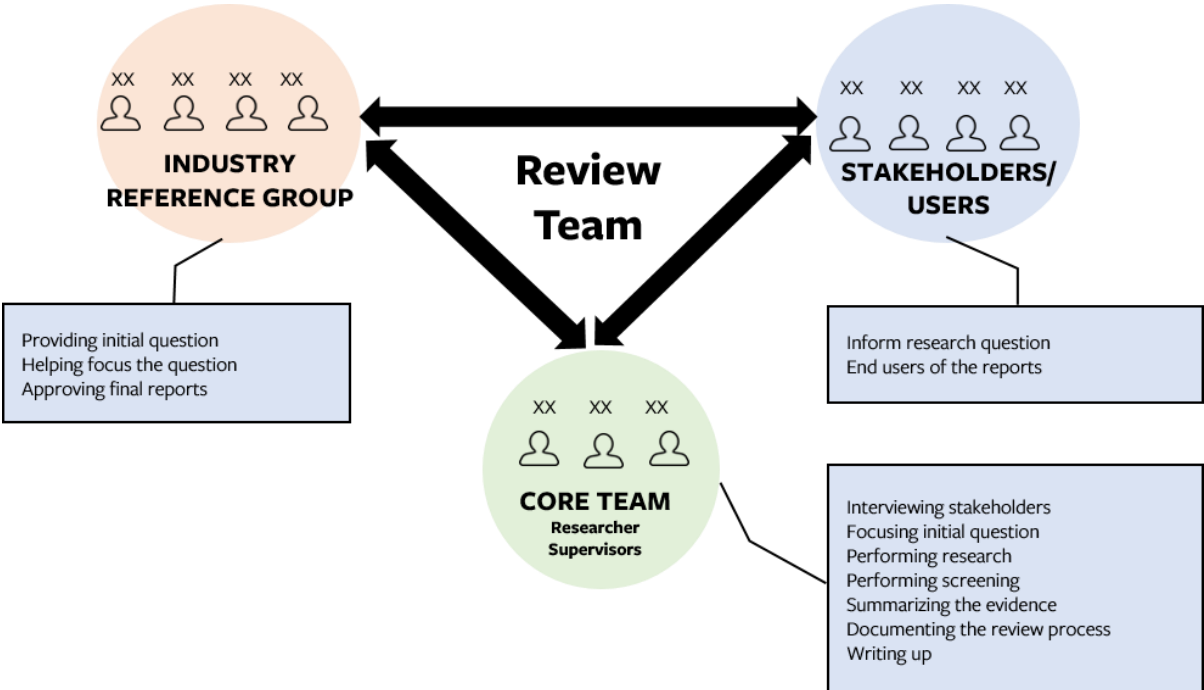 XX XX XX XX
INDUSTRY
REFERENCE GROUP
XX XX XX XX
STAKEHOLDERS/
USERS
Review
Team
Providing initial question
Helping focus the question
Approving final reports
Inform research question
End users of the reports
XX XX XX
CORE TEAM
Researcher
Supervisors
Interviewing stakeholders
Focusing initial question
Performing research
Performing screening
Summarizing the evidence
Documenting the review process
Writing up